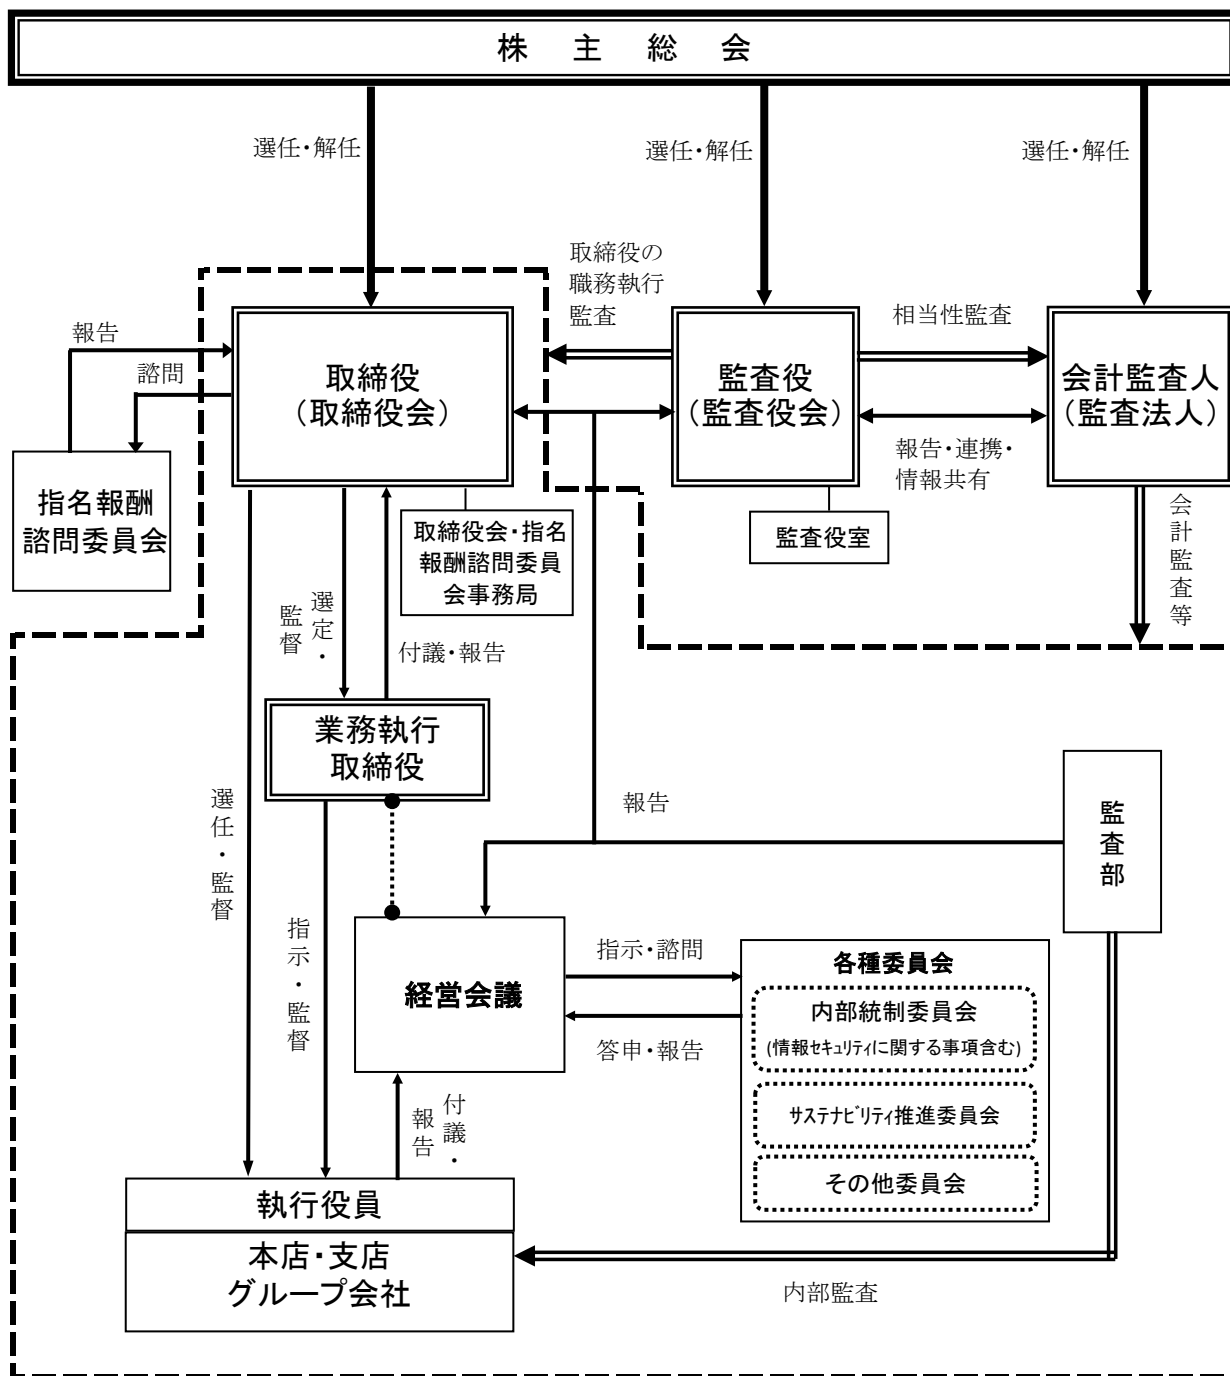 株主総会
選任・解任
選任・解任
選任・解任
取締役の
職務執行
監査
相当性監査
報告
諮問
取締役
(取締役会)
監査役
(監査役会)
会計監査人
(監査法人)
報告・連携・
情報共有
指名報酬
諮問委員会
取締役会・指名
報酬諮問委員
会事務局
監査役室
会計監査等
選定・
監督
付議・報告
業務執行
取締役
選任・監督
報告
監査部
指示・監督
経営会議
指示・諮問
答申・報告
各種委員会
内部統制委員会
(情報ｾｷｭﾘﾃｨに関する事項含む)
ｻｽﾃﾅﾋﾞﾘﾃｨ推進委員会
その他委員会
付議・
報告
執行役員
本店・支店
グループ会社
内部監査